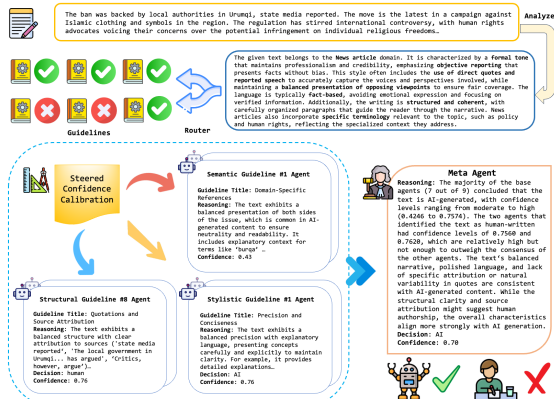 The ban was backed by local authorities in Urumqi, state media reported. The move is the latest in a campaign against
Islamic clothing and symbols in the region. The regulation has stirred international controversy, with human rights
advocates voicing their concerns over the potential infringement on individual religious freedoms…
Analyze
The given text belongs to the News article domain. It is characterized by a formal tone
that maintains professionalism and credibility, emphasizing objective reporting that
presents facts without bias. This style often includes the use of direct quotes and
reported speech to accurately capture the voices and perspectives involved, while
maintaining a balanced presentation of opposing viewpoints to ensure fair coverage. The
language is typically fact-based, avoiding emotional expression and focusing on
verified information. Additionally, the writing is structured and coherent, with
carefully organized paragraphs that guide the reader through the narrative. News
articles also incorporate specific terminology relevant to the topic, such as policy
and human rights, reflecting the specialized context they address.
Guidelines
Router
Steered
Confidence
Calibration
Semantic Guideline #1 Agent
Guideline Title: Domain-Specific
References
Reasoning: The text exhibits a
balanced presentation of both sides
of the issue, which is common in AI-
generated content to ensure
neutrality and readability. It
includes explanatory context for
terms like 'burqa' …
Confidence: 0.43
Structural Guideline #8 Agent
Guideline Title: Quotations and
Source Attribution
Reasoning: The text exhibits a
balanced structure with clear
attribution to sources ('state media
reported', 'The local government in
Urumqi... has argued', 'Critics,
however, argue')…
Decision: human
Confidence: 0.76
Stylistic Guideline #1 Agent
Guideline Title: Precision and
Conciseness
Reasoning: The text exhibits a
balanced precision with explanatory
language, presenting concepts
carefully and explicitly to maintain
clarity. For example, it provides
detailed explanations…
Decision: AI
Confidence: 0.76
Meta Agent
Reasoning: The majority of the base
agents (7 out of 9) concluded that the
text is AI-generated, with confidence
levels ranging from moderate to high
(0.4246 to 0.7574). The two agents that
identified the text as human-written
had confidence levels of 0.7560 and
0.7620, which are relatively high but
not enough to outweigh the consensus of
the other agents. The text's balanced
narrative, polished language, and lack
of specific attribution or natural
variability in quotes are consistent
with AI-generated content. While the
structural clarity and source
attribution might suggest human
authorship, the overall characteristics
align more strongly with AI generation.
Decision: AI
Confidence: 0.70